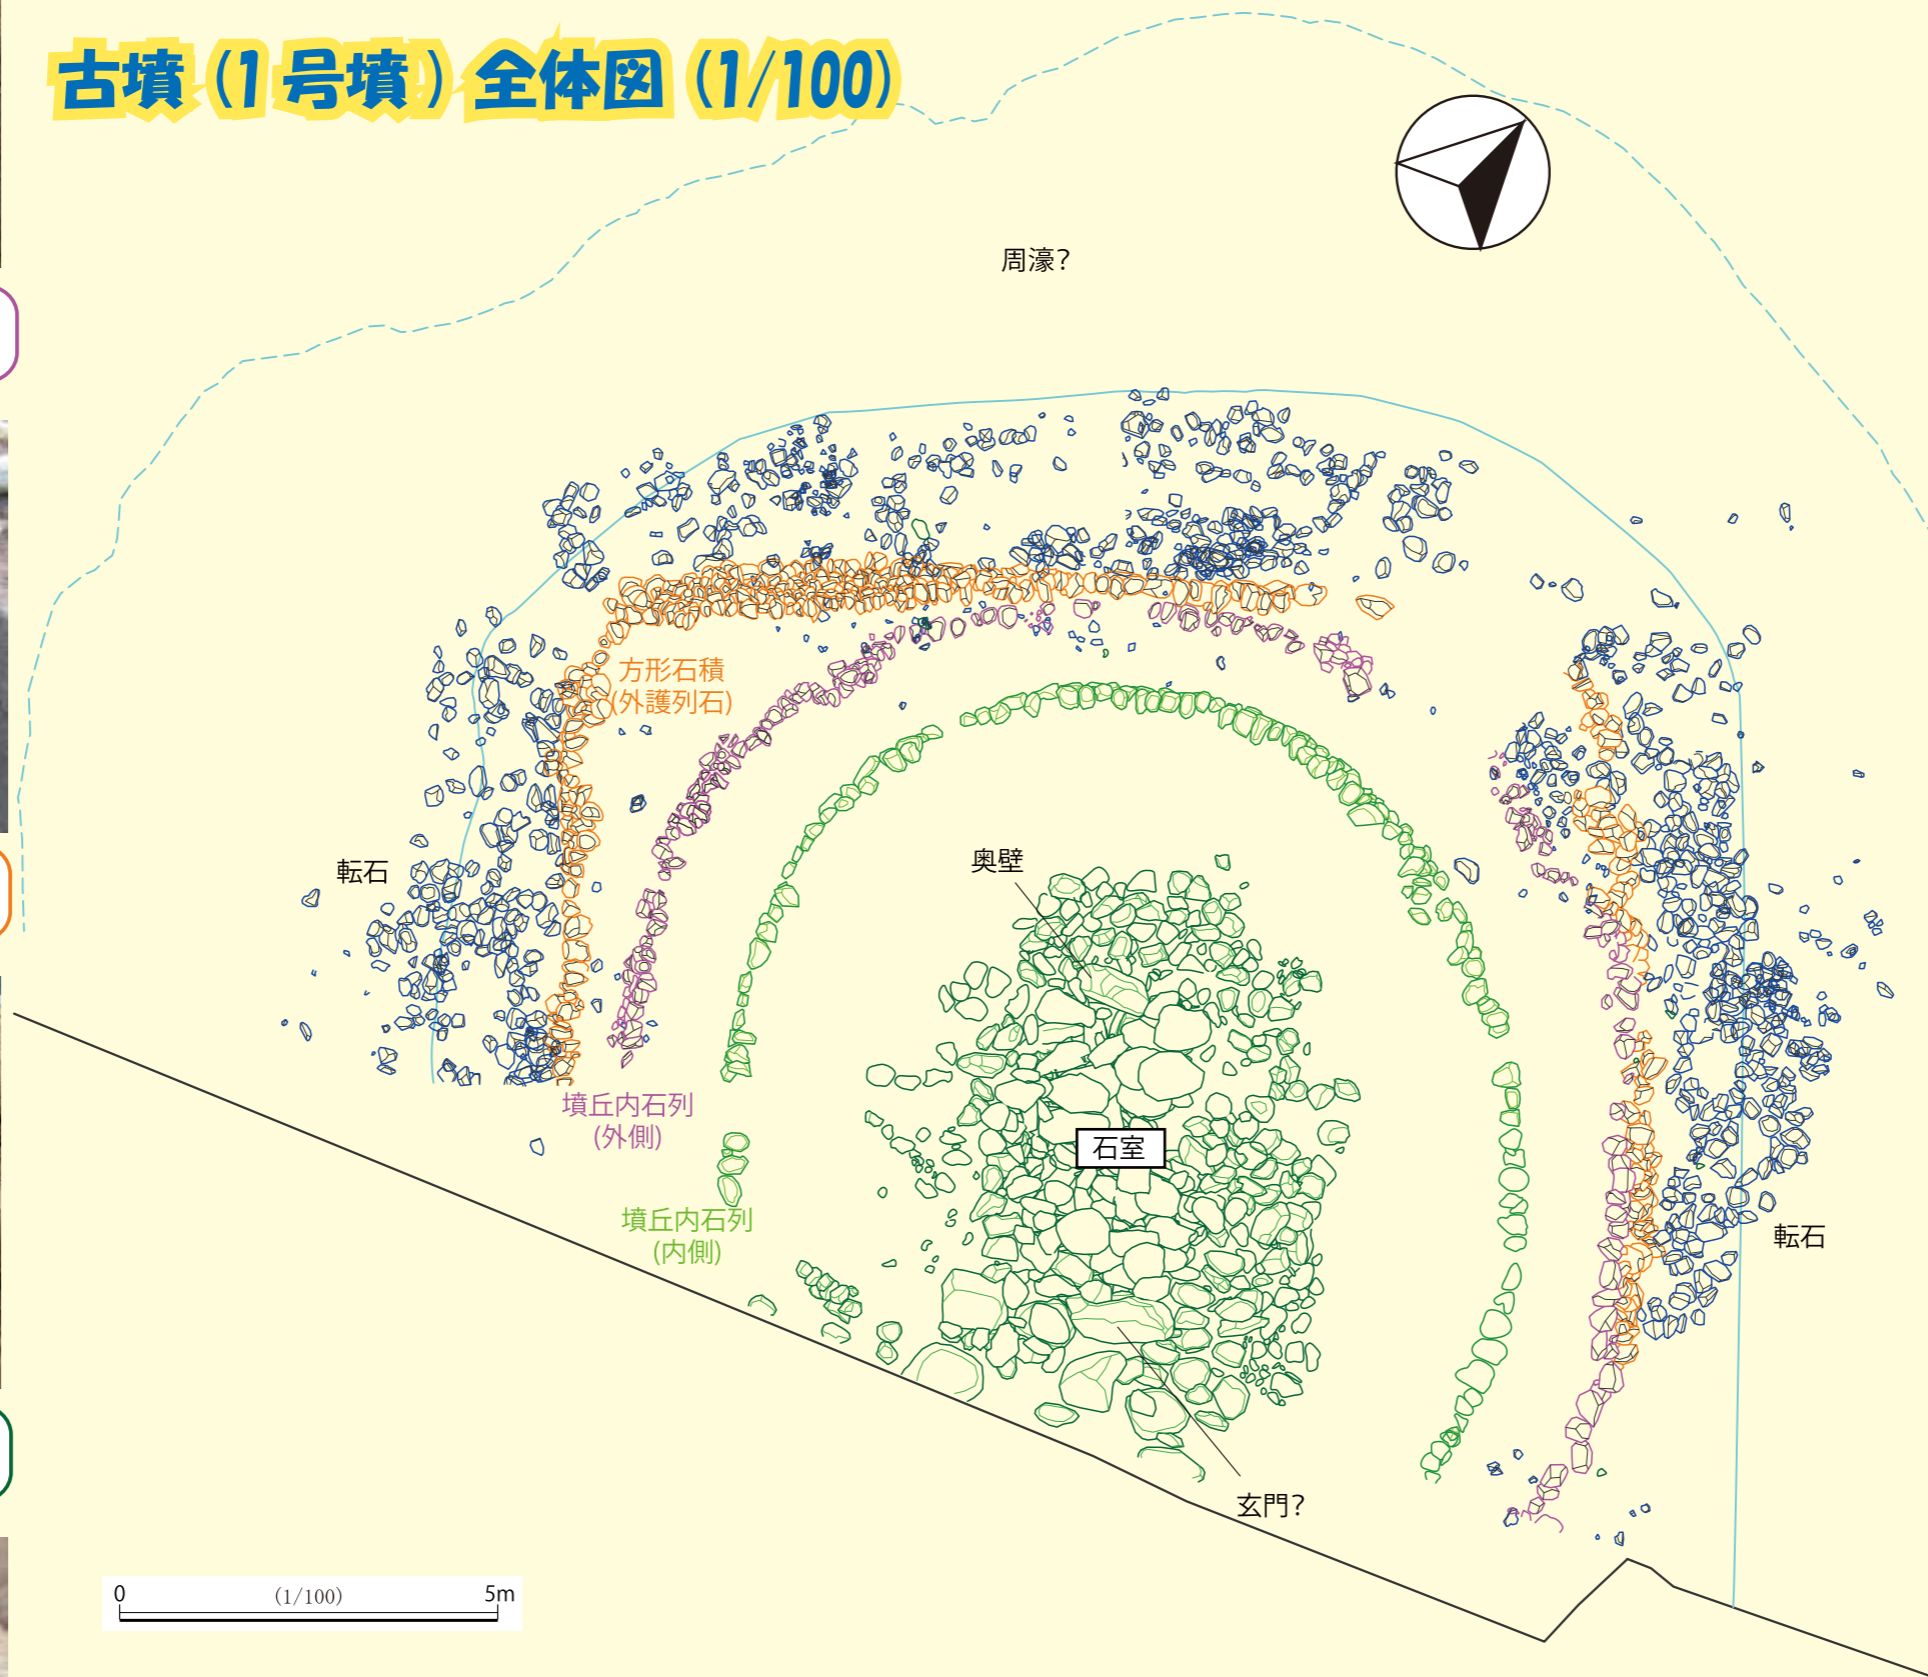 古墳（1号墳）全体図（1/100）
周濠？
方形石積
(外護列石)
転石
奥壁
墳丘内石列
(外側)
石室
墳丘内石列
(内側)
転石
玄門？
0 (1/100) 5m